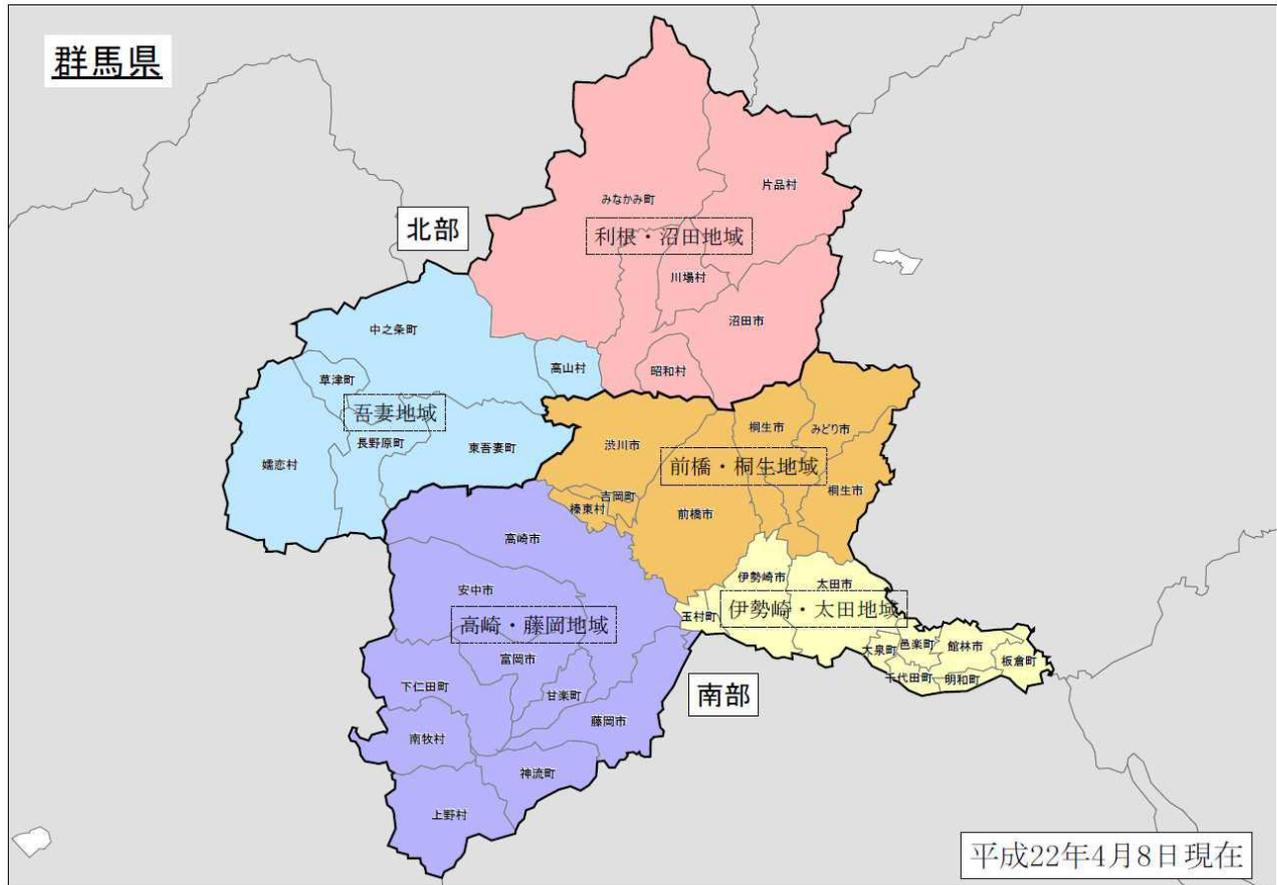 群馬県
北部
みなかみ町
片品村
利根・沼田地域
川場村
沼田市
昭和村
中之条町
高山村
草津町
吾妻地域
長野原町
東吾妻町
嬬恋村
渋川市
桐生市
みどり市
前橋・桐生地域
桐生市
吉岡町
榛東村
前橋市
高崎市
安中市
高崎・藤岡地域
富岡市
下仁田町
甘楽町
藤岡市
南牧村
神流町
上野村
伊勢崎市
太田市
玉村町
伊勢崎・太田地域
大泉町
邑楽町
館林市
板倉町
千代田町
明和町
南部
平成22年4月8日現在